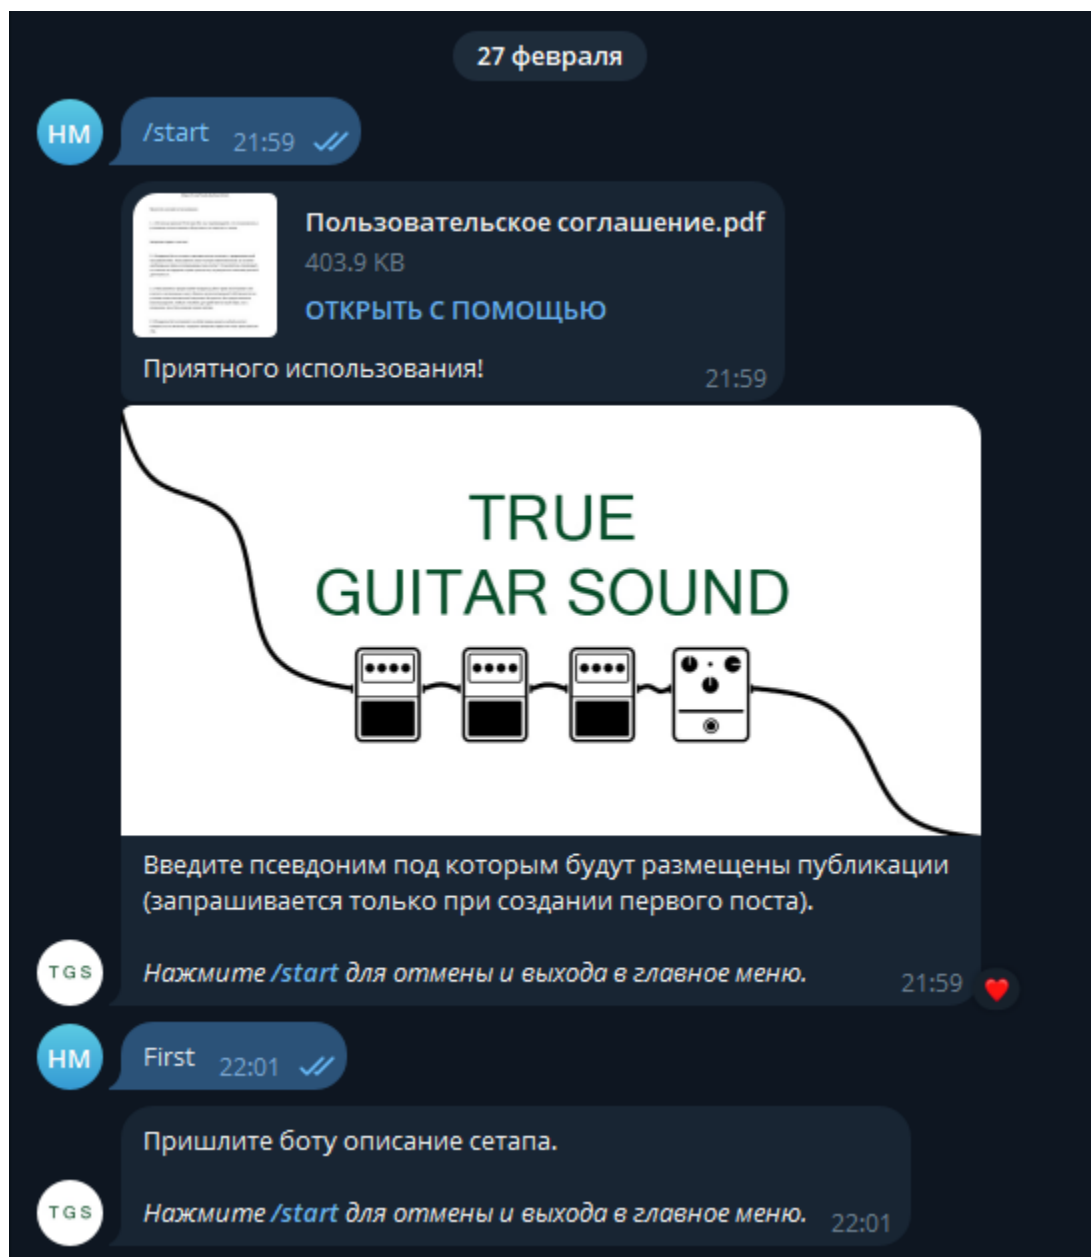 27 февраля
HM
/start 21:59
Пользовательское соглашение.pdf
403.9 KB
ОТКРЫТЬ С ПОМОЩЬЮ
Приятного использования! 21:59
TRUE
GUITAR SOUND
Введите псевдоним под которым будут размещены публикации
(запрашивается только при создании первого поста).
Нажмите /start для отмены и выхода в главное меню. 21:59
TGS
HM
First 22:01
Пришлите боту описание сетапа.
Нажмите /start для отмены и выхода в главное меню. 22:01
TGS